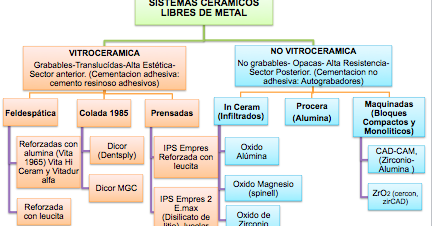 SISTEMAS CERAMICOS
LIBRES DE METAL
VITROCERAMICA
Grabables-Translucidas-Alta Estética-
Sector anterior. (Cementacion adhesiva:
cemento resinoso adhesivos)
NO VITROCERAMICA
No grabables- Opacas- Alta Resistencia-
Sector Posterior. (Cementacion no
adhesiva: Autograbadores)
Feldespática
Colada 1985
Prensadas
In Ceram
(Infiltrados)
Procera
(Alumina)
Maquinadas
(Bloques
Compactos y
Monoliticos)
Reforzadas con
alumina (Vita
1965) Vita Hi
Ceram y Vitadur
alfa
Reforzada
con leucita
Dicor
(Dentsply)
Dicor MGC
IPS Empres
Reforzada con
leucita
IPS Empres 2
E.max
(Disilicato de
Oxido
Alúmina
Oxido Magnesio
(spinell)
Oxido de
Zirconio
CAD-CAM,
(Zirconio-
Alumina )
ZrO2 (cercon,
zirCAD)